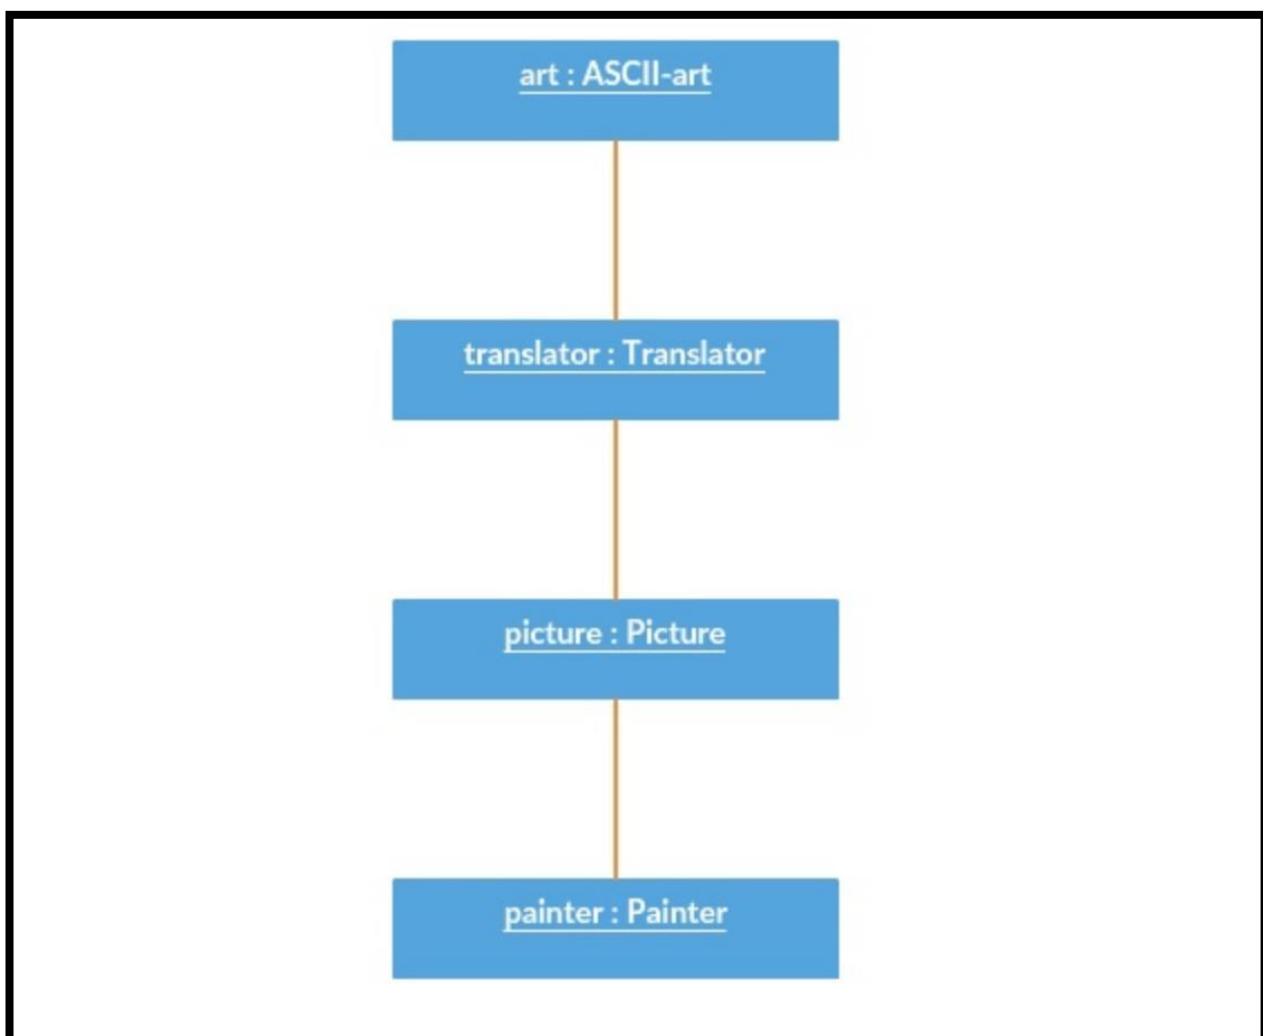 art : ASCII-art
translator : Translator
picture : Picture
painter : Painter